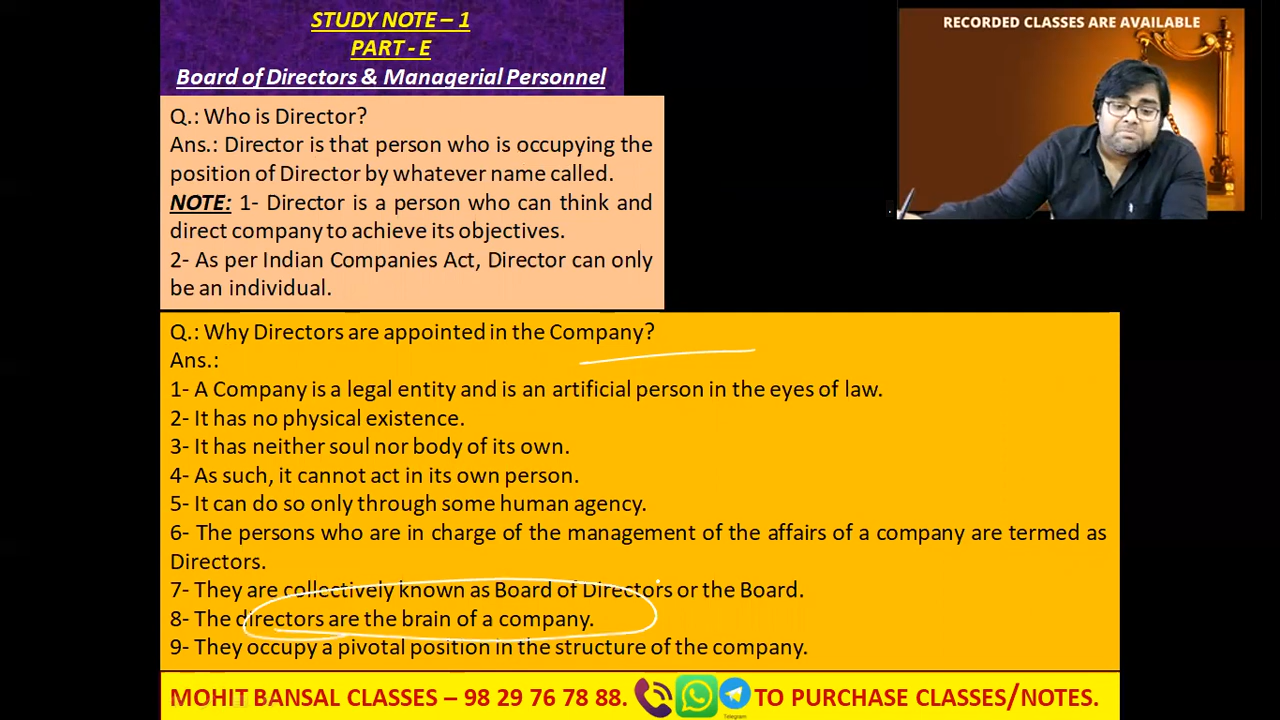 STUDY NOTE – 1
PART - E
Board of Directors & Managerial Personnel
RECORDED CLASSES ARE AVAILABLE
Q.: Who is Director?
Ans.: Director is that person who is occupying the
position of Director by whatever name called.
NOTE: 1- Director is a person who can think and
direct company to achieve its objectives.
2- As per Indian Companies Act, Director can only
be an individual.
Q.: Why Directors are appointed in the Company?
Ans.:
1- A Company is a legal entity and is an artificial person in the eyes of law.
2- It has no physical existence.
3- It has neither soul nor body of its own.
4- As such, it cannot act in its own person.
5- It can do so only through some human agency.
6- The persons who are in charge of the management of the affairs of a company are termed as
Directors.
7- They are collectively known as Board of Directors or the Board.
8- The directors are the brain of a company.
9- They occupy a pivotal position in the structure of the company.
MOHIT BANSAL CLASSES – 98 29 76 78 88. TO PURCHASE CLASSES/NOTES.
Telegram